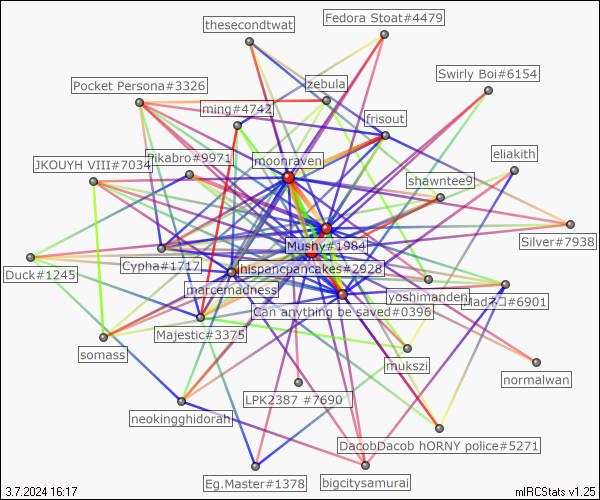 thesecondtwat
Fedora Stoat#4479
Swirly Boi#6154
Pocket Persona#3326
zebula
ming#4742
frisout
eliakith
JKOUYH VIII#7034
Pikabro#9971
moonraven
shawntee9
Silver#7938
Mushy#1984
Cypha#1717
hispancpancakes#2928
Duck#1245
marcemadness
yoshimanden
#6901
Can anything be saved#0396
Majestic#3375
somass
mukszi
normalwan
LPK2387 #7690
neokingghidorah
DacobDacob hORNY police#5271
Eg.Master#1378
bigcitysamurai
3.7.2024 16:17
mIRCStats v1.25